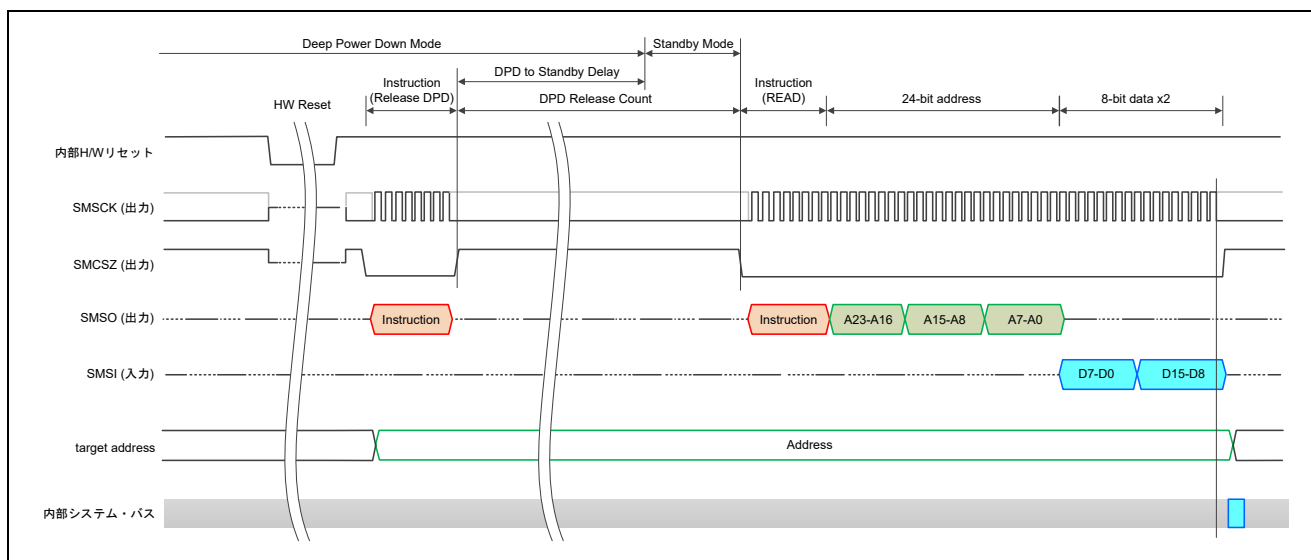 Deep Power Down Mode
Standby Mode
DPD to Standby Delay
Instruction
(Release DPD)
Instruction
(READ)
24-bit address
8-bit data x2
HW Reset
DPD Release Count
内部H/Wリセット
SMSCK (出力)
SMCSZ (出力)
SMSO (出力)
Instruction
Instruction
A23-A16
A15-A8
A7-A0
SMSI (入力)
D7-D0
D15-D8
target address
Address
内部システム・バス